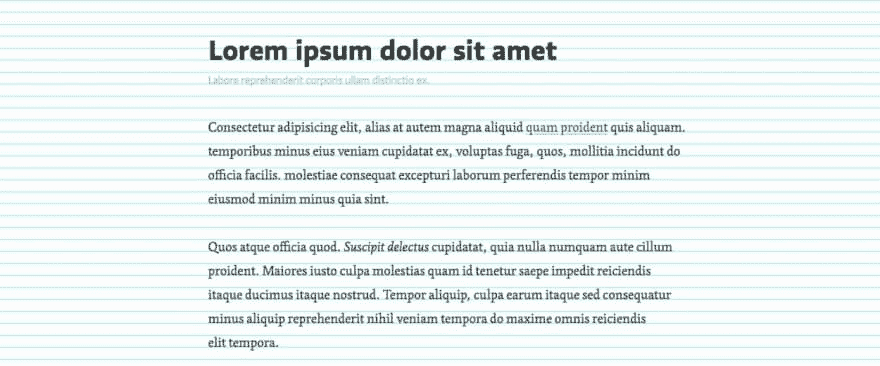 Lorem ipsum dolor sit amet
Labore reprehenderit corporis ullam distinctio ex.
Consectetur adipisicing elit, alias at autem magna aliquid quam proident quis aliquam.
temporibus minus eius veniam cupidatat ex, voluptas fuga, quos, mollitia incidunt do
officia facilis. molestiae consequat excepturi laborum perferendis tempor minim
eiusmod minim minus quia sint.
Quos atque officia quod. Suscipit delectus cupidatat, quia nulla numquam aute cillum
proident. Maiores iusto culpa molestias quam id tenetur saepe impedit reiciendis
itaque ducimus itaque nostrud. Tempor aliquip, culpa earum itaque sed consequatur
minus aliquip reprehenderit nihil veniam tempora do maxime omnis reiciendis
elit tempora.